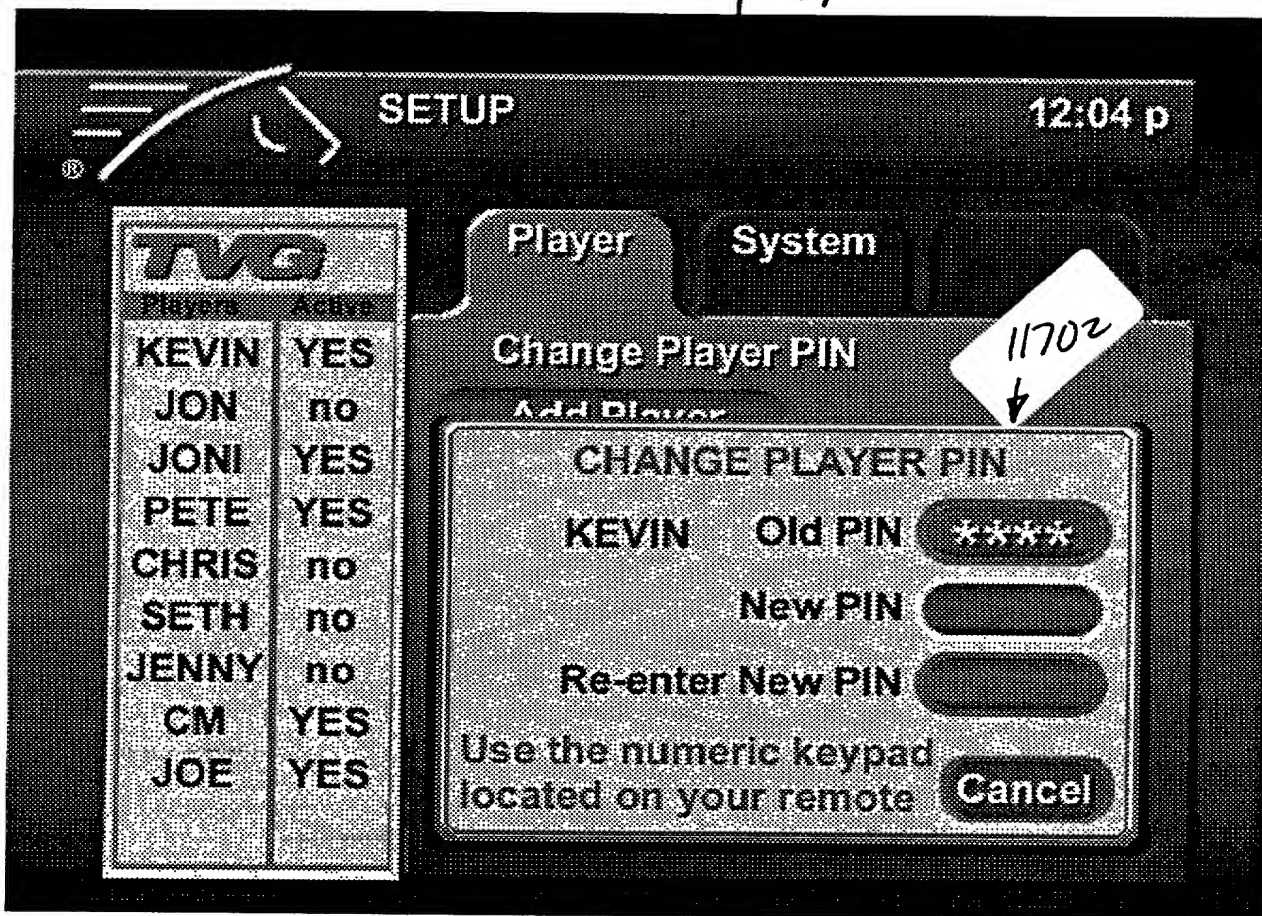 SETUP
12:04 p
®
TVG
Players Active
KEVIN YES
JON no
JONI YES
PETE YES
CHRIS no
SETH no
JENNY no
CM YES
JOE YES
Player
System
11702
Change Player PIN
Add Player
CHANGE PLAYER PIN
KEVIN Old PIN ****
New PIN
Re-enter New PIN
Use the numeric keypad
located on your remote
Cancel